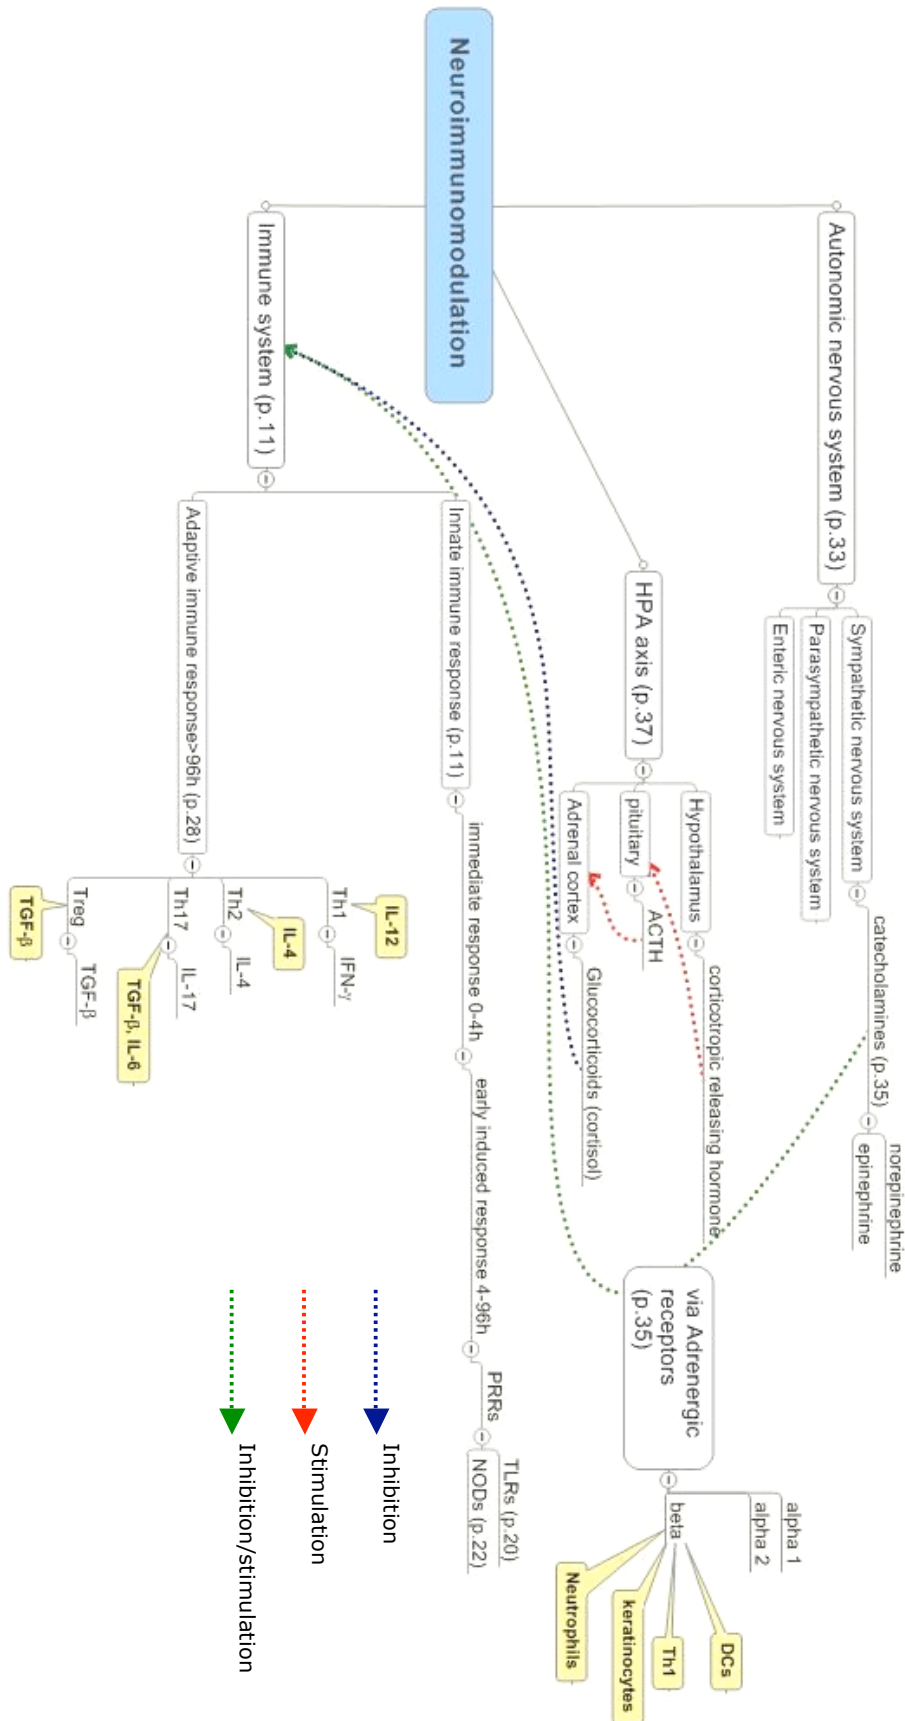 Neuroimmunomodulation
Autonomic nervous system (p.33)
Sympathetic nervous system
catecholamines (p.35)
norepinephrine
epinephrine
Parasympathetic nervous system
Enteric nervous system
via Adrenergic
receptors
(p.35)
alpha 1
alpha 2
beta
DCs
Th1
keratinocytes
Neutrophils
HPA axis (p.37)
Hypothalamus
corticotropic releasing hormone
pituitary
ACTH
Adrenal cortex
Glucocorticoids (cortisol)
Immune system (p.11)
Innate immune response (p.11)
immediate response 0-4h
early induced response 4-96h
PRRs
TLRs (p.20)
NODs (p.22)
Adaptive immune response>96h (p.28)
IL-12
Th1
IFN-γ
IL-4
Th2
IL-4
Th17
IL-17
TGF-β, IL-6
Treg
TGF-β
TGF-β
Inhibition
Stimulation
Inhibition/stimulation